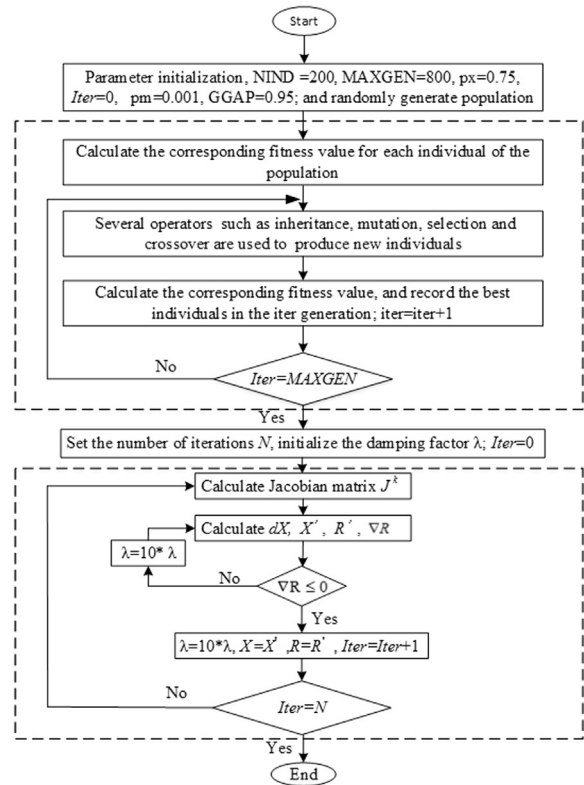 Start
Parameter initialization, NIND =200, MAXGEN=800, px=0.75,
Iter=0, pm=0.001, GGAP=0.95; and randomly generate population
Calculate the corresponding fitness value for each individual of the
population
Several operators such as inheritance, mutation, selection and
crossover are used to produce new individuals
Calculate the corresponding fitness value, and record the best
individuals in the iter generation; iter=iter+1
No
Iter=MAXGEN
Yes
Set the number of iterations N, initialize the damping factor λ; Iter=0
Calculate Jacobian matrix J^k
Calculate dX, X′, R′, ∇R
λ=10* λ
No
∇R ≤ 0
Yes
λ=10*λ, X=X′ ,R=R′ , Iter=Iter+1
No
Iter=N
Yes
End